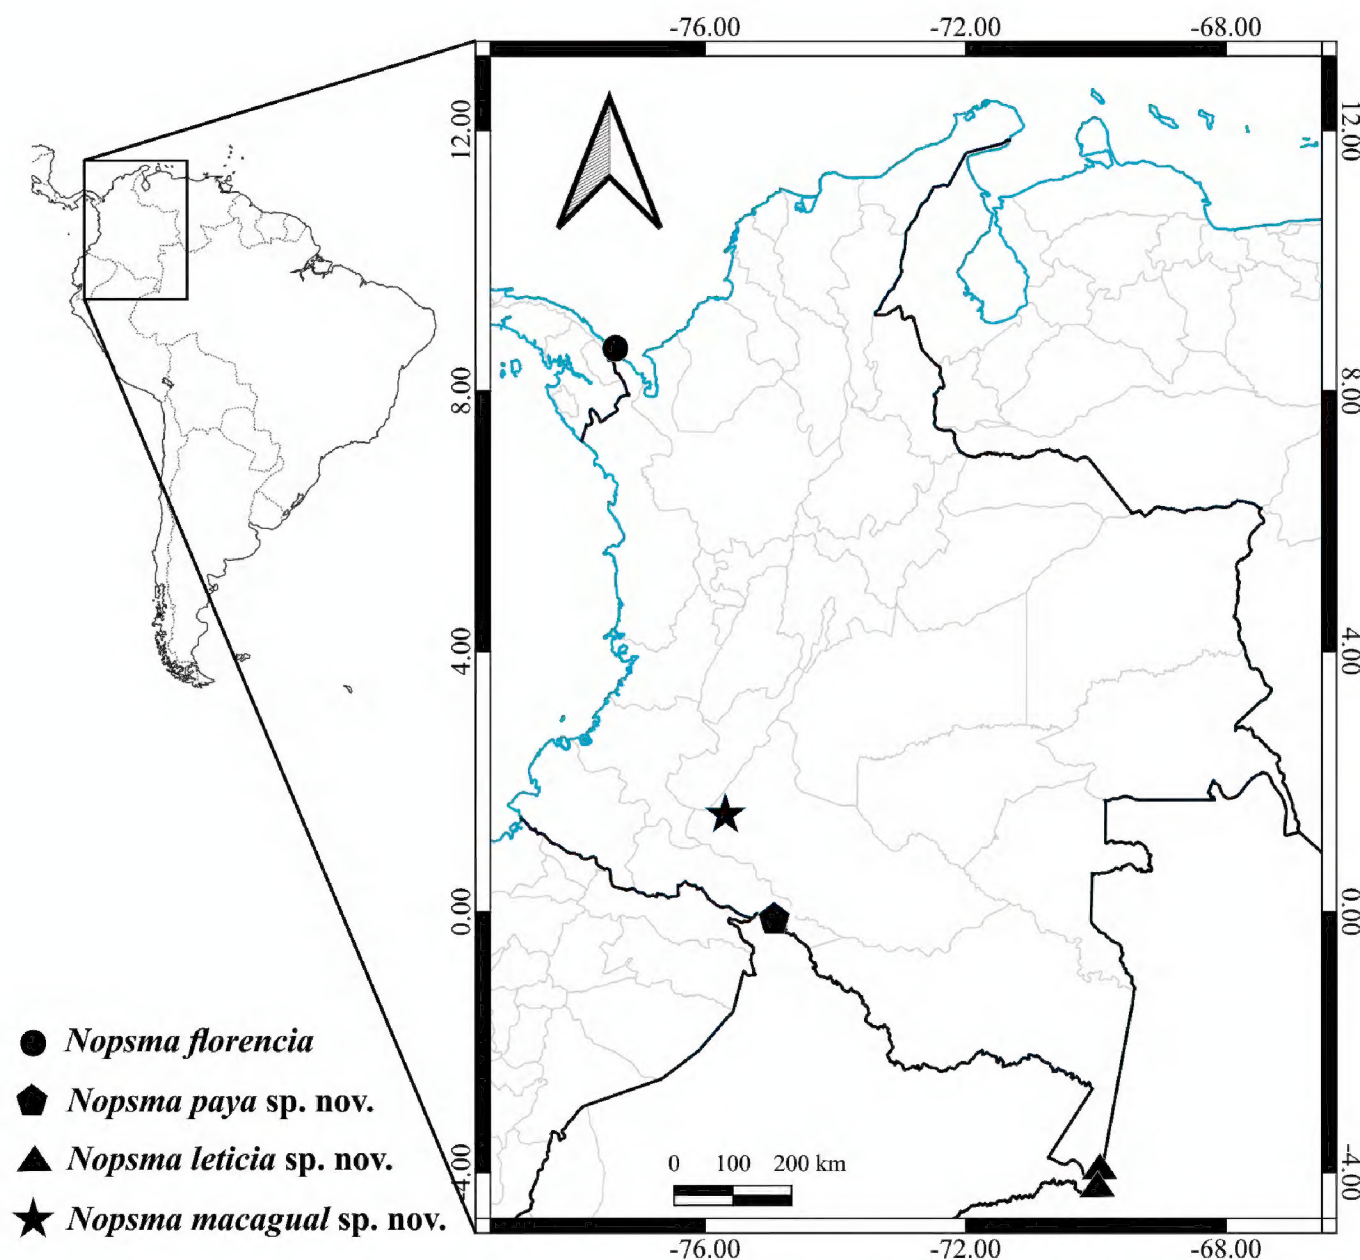 -76.00 -72.00 -68.00
12.00 12.00
8.00 8.00
4.00 4.00
0.00 0.00
Nopsma florencia
Nopsma paya sp. nov.
Nopsma leticia sp. nov.
Nopsma macagual sp. nov.
0 100 200 km
-4.00 -4.00
-76.00 -72.00 -68.00